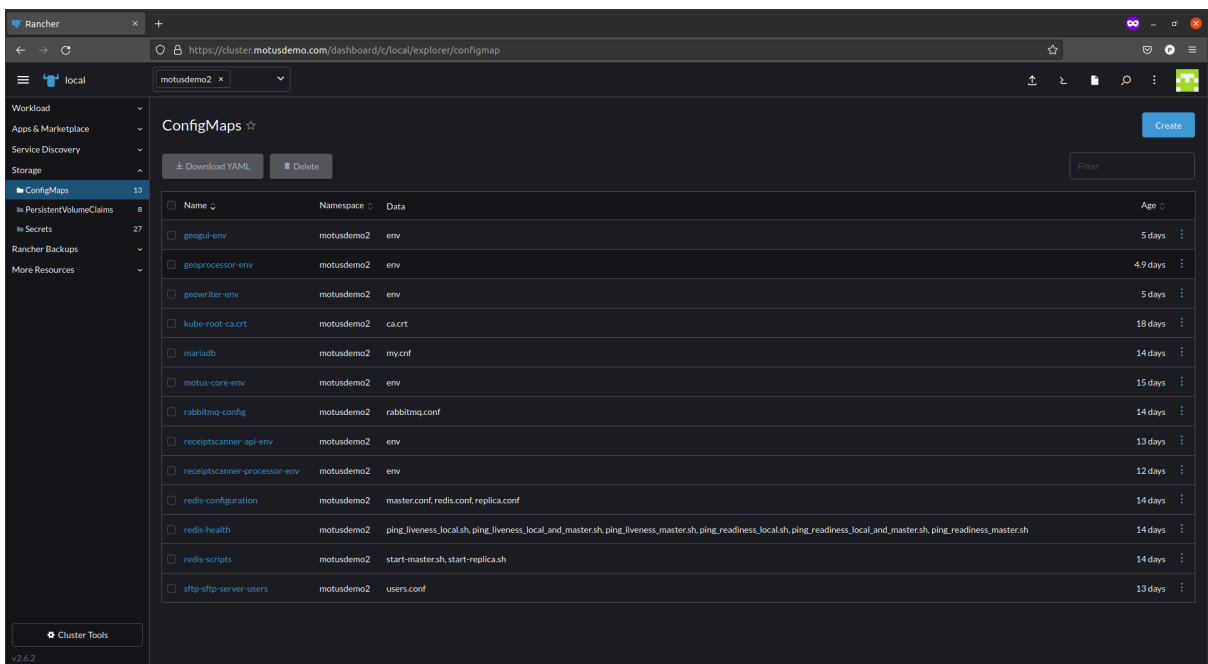 Rancher
https://cluster.motusdemo.com/dashboard/c/local/explorer/configmap
local
motusdemo2
Workload
Apps & Marketplace
Service Discovery
Storage
ConfigMaps 13
PersistentVolumeClaims 8
Secrets 27
Rancher Backups
More Resources
Cluster Tools
v2.6.2
ConfigMaps
Create
Download YAML Delete
Filter
Name Namespace Data Age
geogui-env motusdemo2 env 5 days
geoprocessor-env motusdemo2 env 4.9 days
geowriter-env motusdemo2 env 5 days
kube-root-ca.crt motusdemo2 ca.crt 18 days
mariadb motusdemo2 my.cnf 14 days
motus-core-env motusdemo2 env 15 days
rabbitmq-config motusdemo2 rabbitmq.conf 14 days
receiptscanner-api-env motusdemo2 env 13 days
receiptscanner-processor-env motusdemo2 env 12 days
redis-configuration motusdemo2 master.conf, redis.conf, replica.conf 14 days
redis-health motusdemo2 ping_liveness_local.sh, ping_liveness_local_and_master.sh, ping_liveness_master.sh, ping_readiness_local.sh, ping_readiness_local_and_master.sh, ping_readiness_master.sh 14 days
redis-scripts motusdemo2 start-master.sh, start-replica.sh 14 days
sftp-sftp-server-users motusdemo2 users.conf 13 days